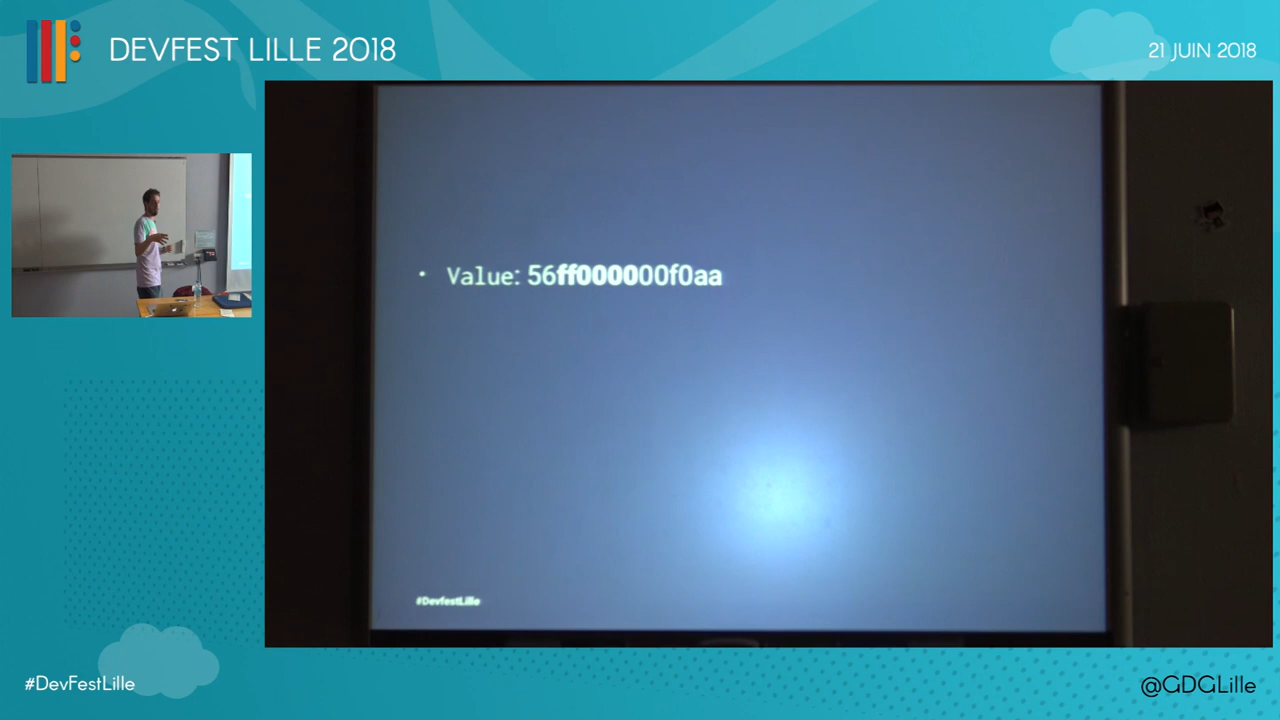 DEVFEST LILLE 2018
21 JUIN 2018
• Value: 56ff000000f0aa
#DevfestLille
#DevFestLille
@GDGLille